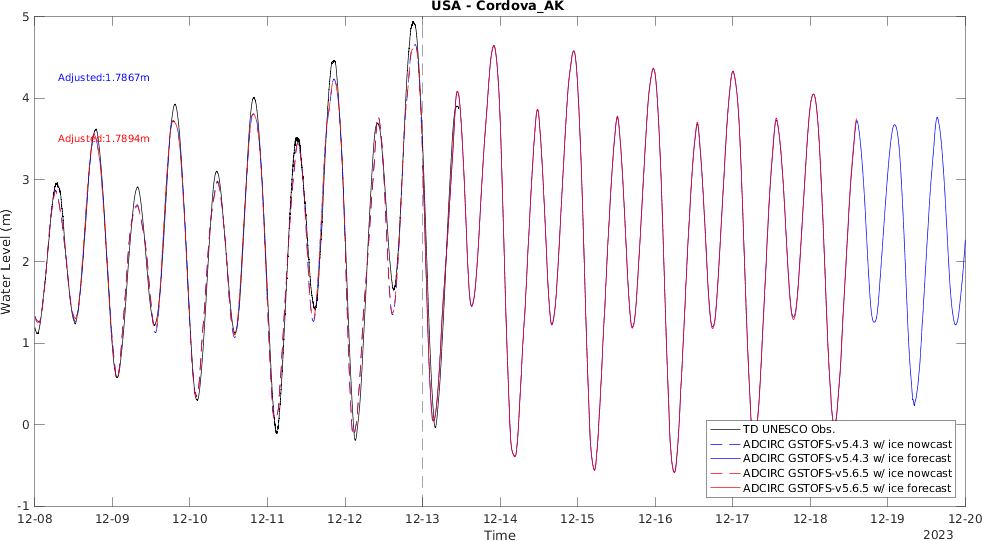 USA - Cordova_AK
5
4
3
2
1
0
-1
Water Level (m)
Adjusted:1.7867m
Adjusted:1.7894m
TD UNESCO Obs.
ADCIRC GSTOFS-v5.4.3 w/ ice nowcast
ADCIRC GSTOFS-v5.4.3 w/ ice forecast
ADCIRC GSTOFS-v5.6.5 w/ ice nowcast
ADCIRC GSTOFS-v5.6.5 w/ ice forecast
12-08 12-09 12-10 12-11 12-12 12-13 12-14 12-15 12-16 12-17 12-18 12-19 12-20
Time
2023